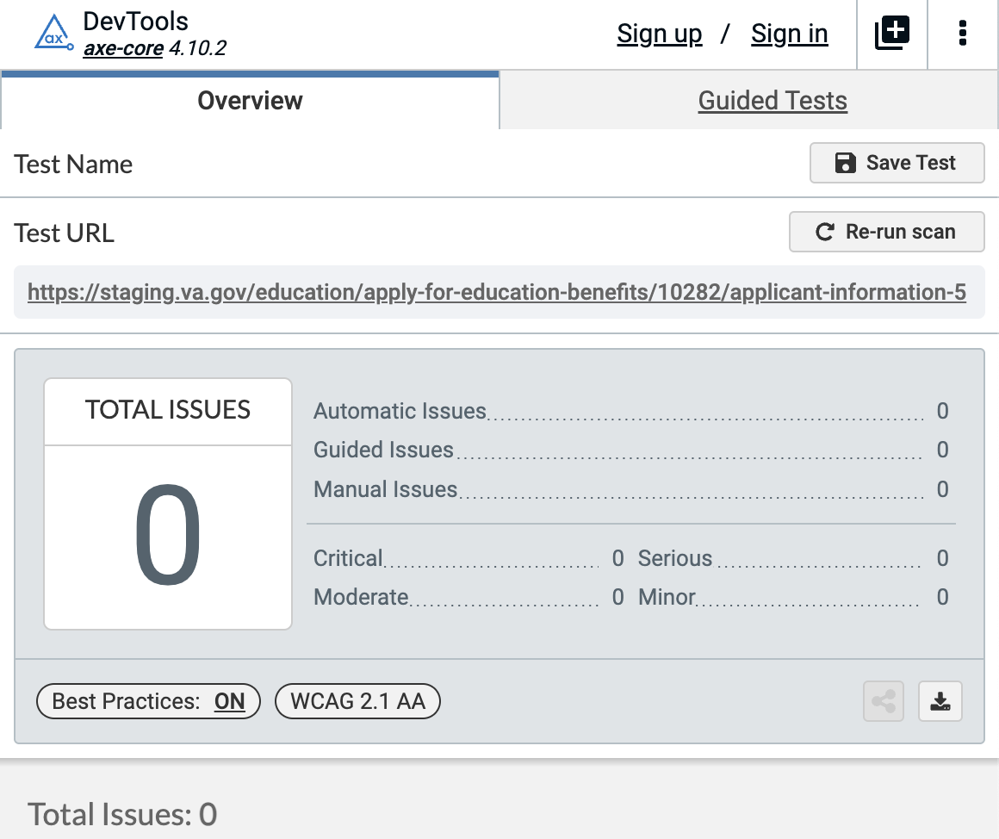 ax DevTools
axe-core 4.10.2
Sign up / Sign in
Overview
Guided Tests
Test Name
Save Test
Test URL
Re-run scan
https://staging.va.gov/education/apply-for-education-benefits/10282/applicant-information-5
TOTAL ISSUES
0
Automatic Issues 0
Guided Issues 0
Manual Issues 0
Critical 0 Serious 0
Moderate 0 Minor 0
Best Practices: ON
WCAG 2.1 AA
Total Issues: 0